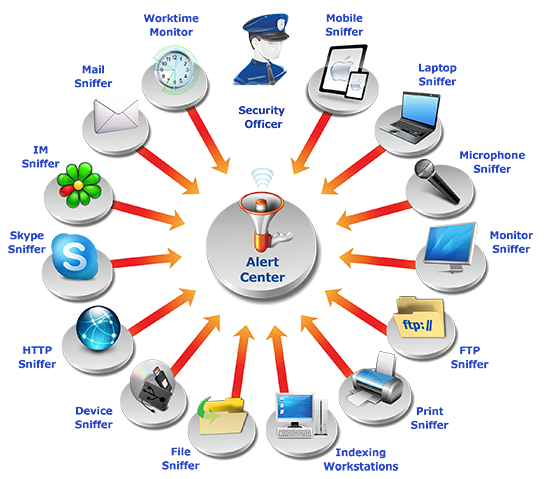 Worktime
Monitor
Mobile
Sniffer
Mail
Sniffer
Laptop
Sniffer
Security
Officer
IM
Sniffer
Microphone
Sniffer
Skype
Sniffer
S
Alert
Center
Monitor
Sniffer
HTTP
Sniffer
ftp://
FTP
Sniffer
Device
Sniffer
Print
Sniffer
File
Sniffer
Indexing
Workstations